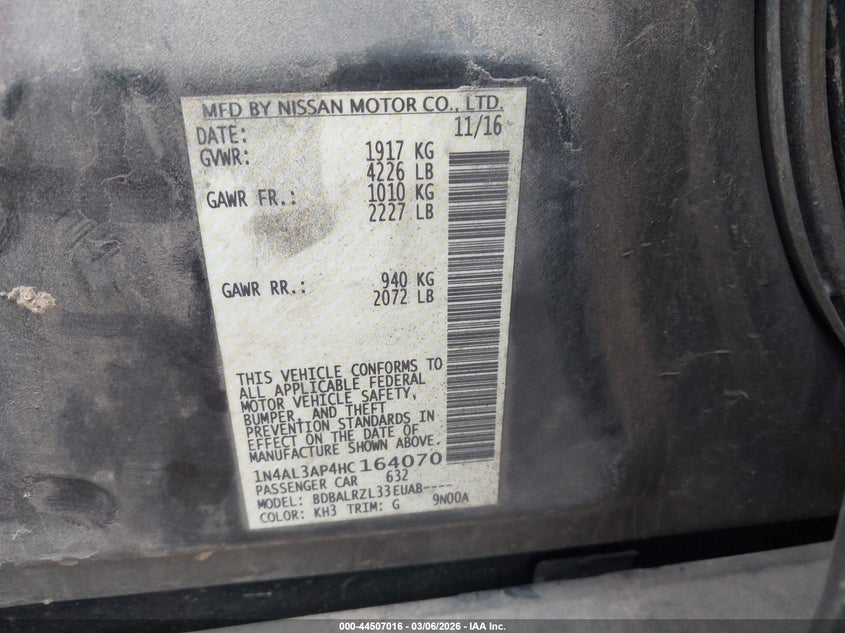 MFD BY NISSAN MOTOR CO., LTD.
DATE: 11/16
GVWR: 1917 KG
4226 LB
GAWR FR.: 1010 KG
2227 LB
GAWR RR.: 940 KG
2072 LB
THIS VEHICLE CONFORMS TO
ALL APPLICABLE FEDERAL
MOTOR VEHICLE SAFETY,
BUMPER, AND THEFT
PREVENTION STANDARDS IN
EFFECT ON THE DATE OF
MANUFACTURE SHOWN ABOVE.
1N4AL3AP4HC164070
PASSENGER CAR 632
MODEL: BDBALRZL33EUAB----
COLOR: KH3 TRIM: G 9N00A
000-44507016 - 03/06/2026 - IAA Inc.